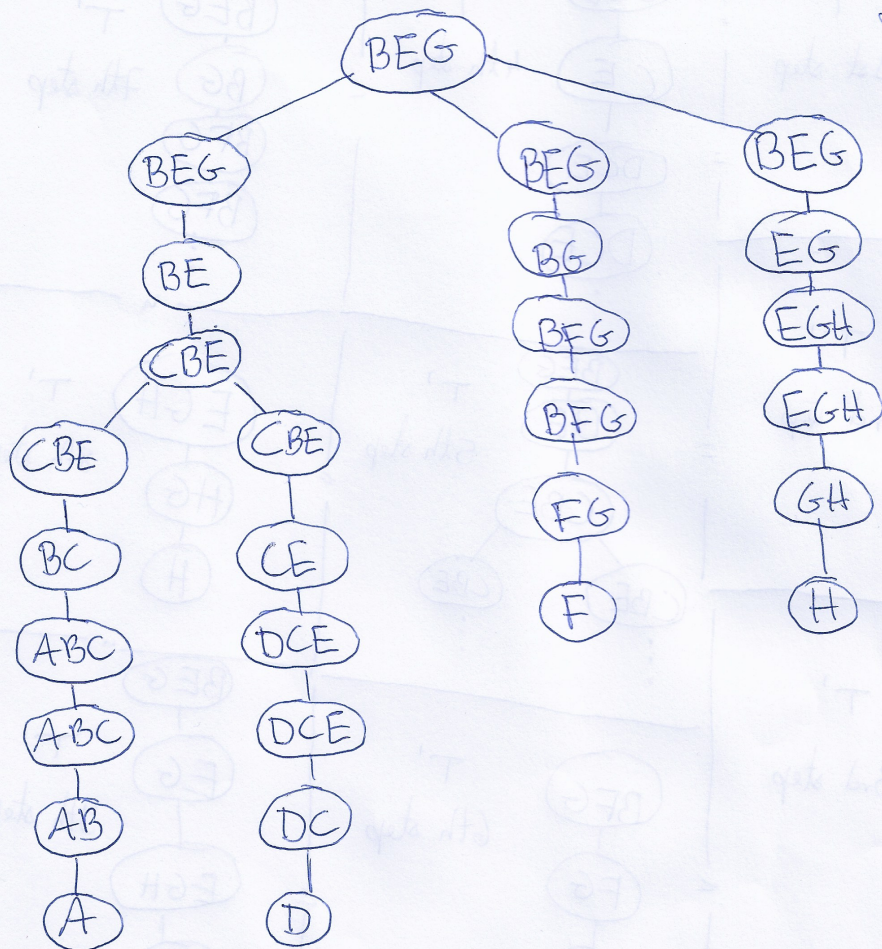 BEG
BEG BEG BEG
BE BG EG
CBE BFG EGH
CBE CBE BFG EGH
BC CE FG GH
ABC DCE F H
ABC DCE
AB DC
A D